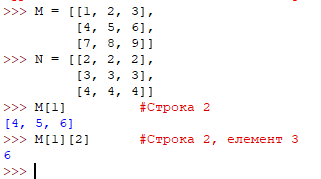 >>> M = [[1, 2, 3],
[4, 5, 6],
[7, 8, 9]]
>>> N = [[2, 2, 2],
[3, 3, 3],
[4, 4, 4]]
>>> M[1] #Строка 2
[4, 5, 6]
>>> M[1][2] #Строка 2, елемент 3
6
>>>